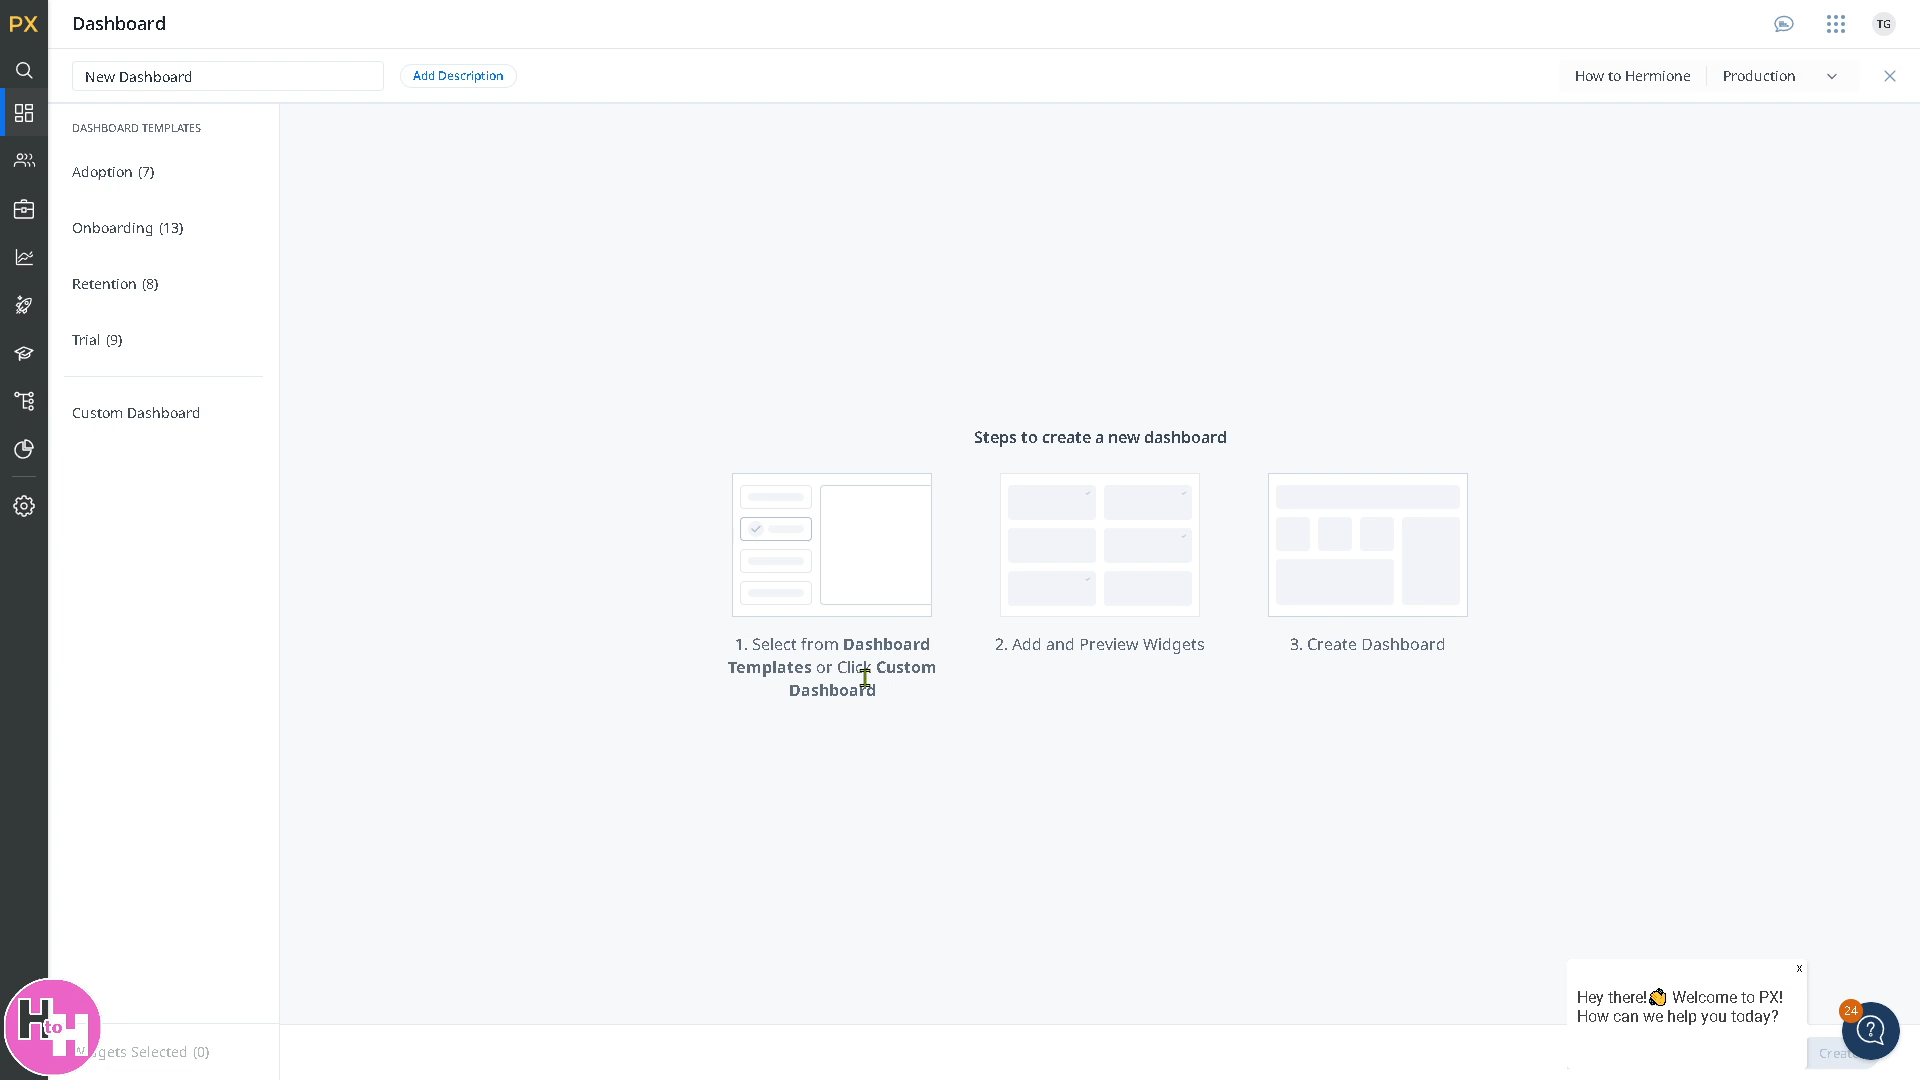 PX
Dashboard
TG
New Dashboard
Add Description
How to Hermione
Production
DASHBOARD TEMPLATES
Adoption (7)
Onboarding (13)
Retention (8)
Trial (9)
Custom Dashboard
Steps to create a new dashboard
1. Select from Dashboard
Templates or Click Custom
Dashboard
2. Add and Preview Widgets
3. Create Dashboard
x
Hey there!👋 Welcome to PX!
How can we help you today?
24
H to H
Selected (0)